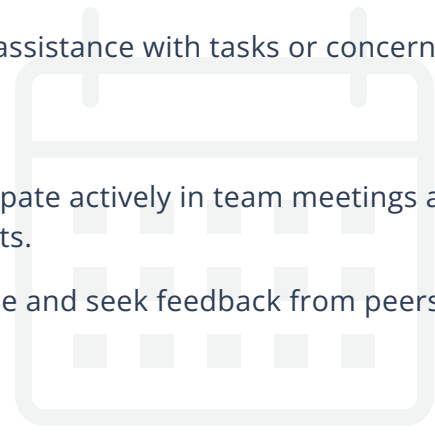 assistance with tasks or concern
pate actively in team meetings a
ts.
e and seek feedback from peers